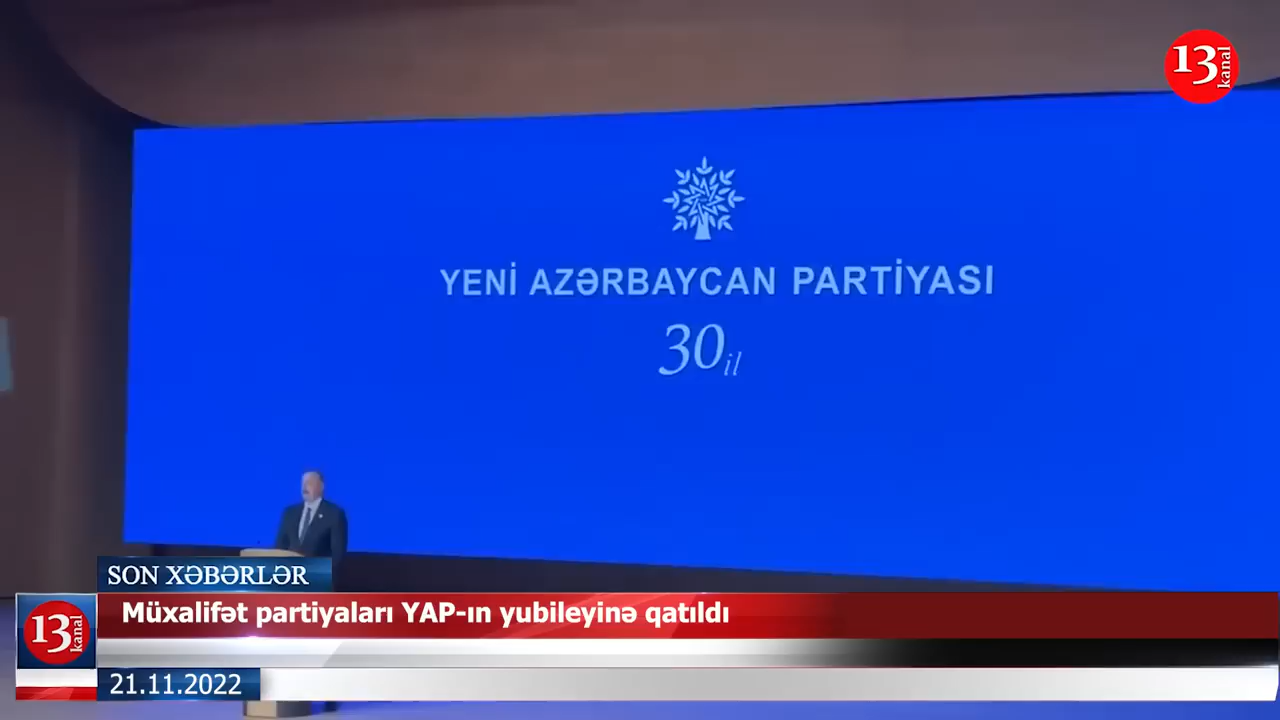 13 kanal
YENİ AZƏRBAYCAN PARTİYASI
30 il
SON XƏBƏRLƏR
Müxalifət partiyaları YAP-ın yubileyinə qatıldı
13 kanal
21.11.2022